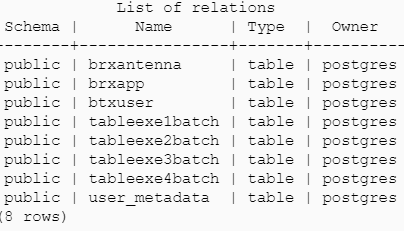 List of relations
Schema | Name | Type | Owner
--------+----------------+-------+----------
public | brxantenna | table | postgres
public | brxapp | table | postgres
public | btxuser | table | postgres
public | tableexe1batch | table | postgres
public | tableexe2batch | table | postgres
public | tableexe3batch | table | postgres
public | tableexe4batch | table | postgres
public | user_metadata | table | postgres
(8 rows)